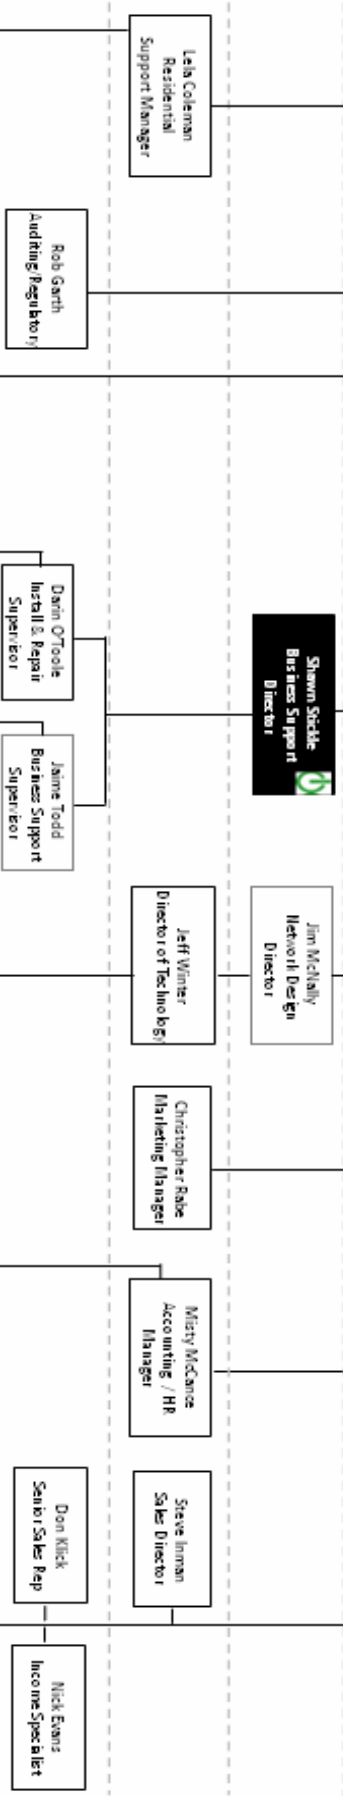 Lela Coleman
Residential
Support Manager
Rob Garth
Auditing/Regulatory
Shawn Stickle
Business Support
Director
Darin O'Toole
Install & Repair
Supervisor
Jaime Todd
Business Support
Supervisor
Jim McNally
Network Design
Director
Jeff Winter
Director of Technology
Christopher Rabe
Marketing Manager
Misty McCance
Accounting / HR
Manager
Steve Inman
Sales Director
Don Klick
Senior Sales Rep
Nick Evans
Income Specialist